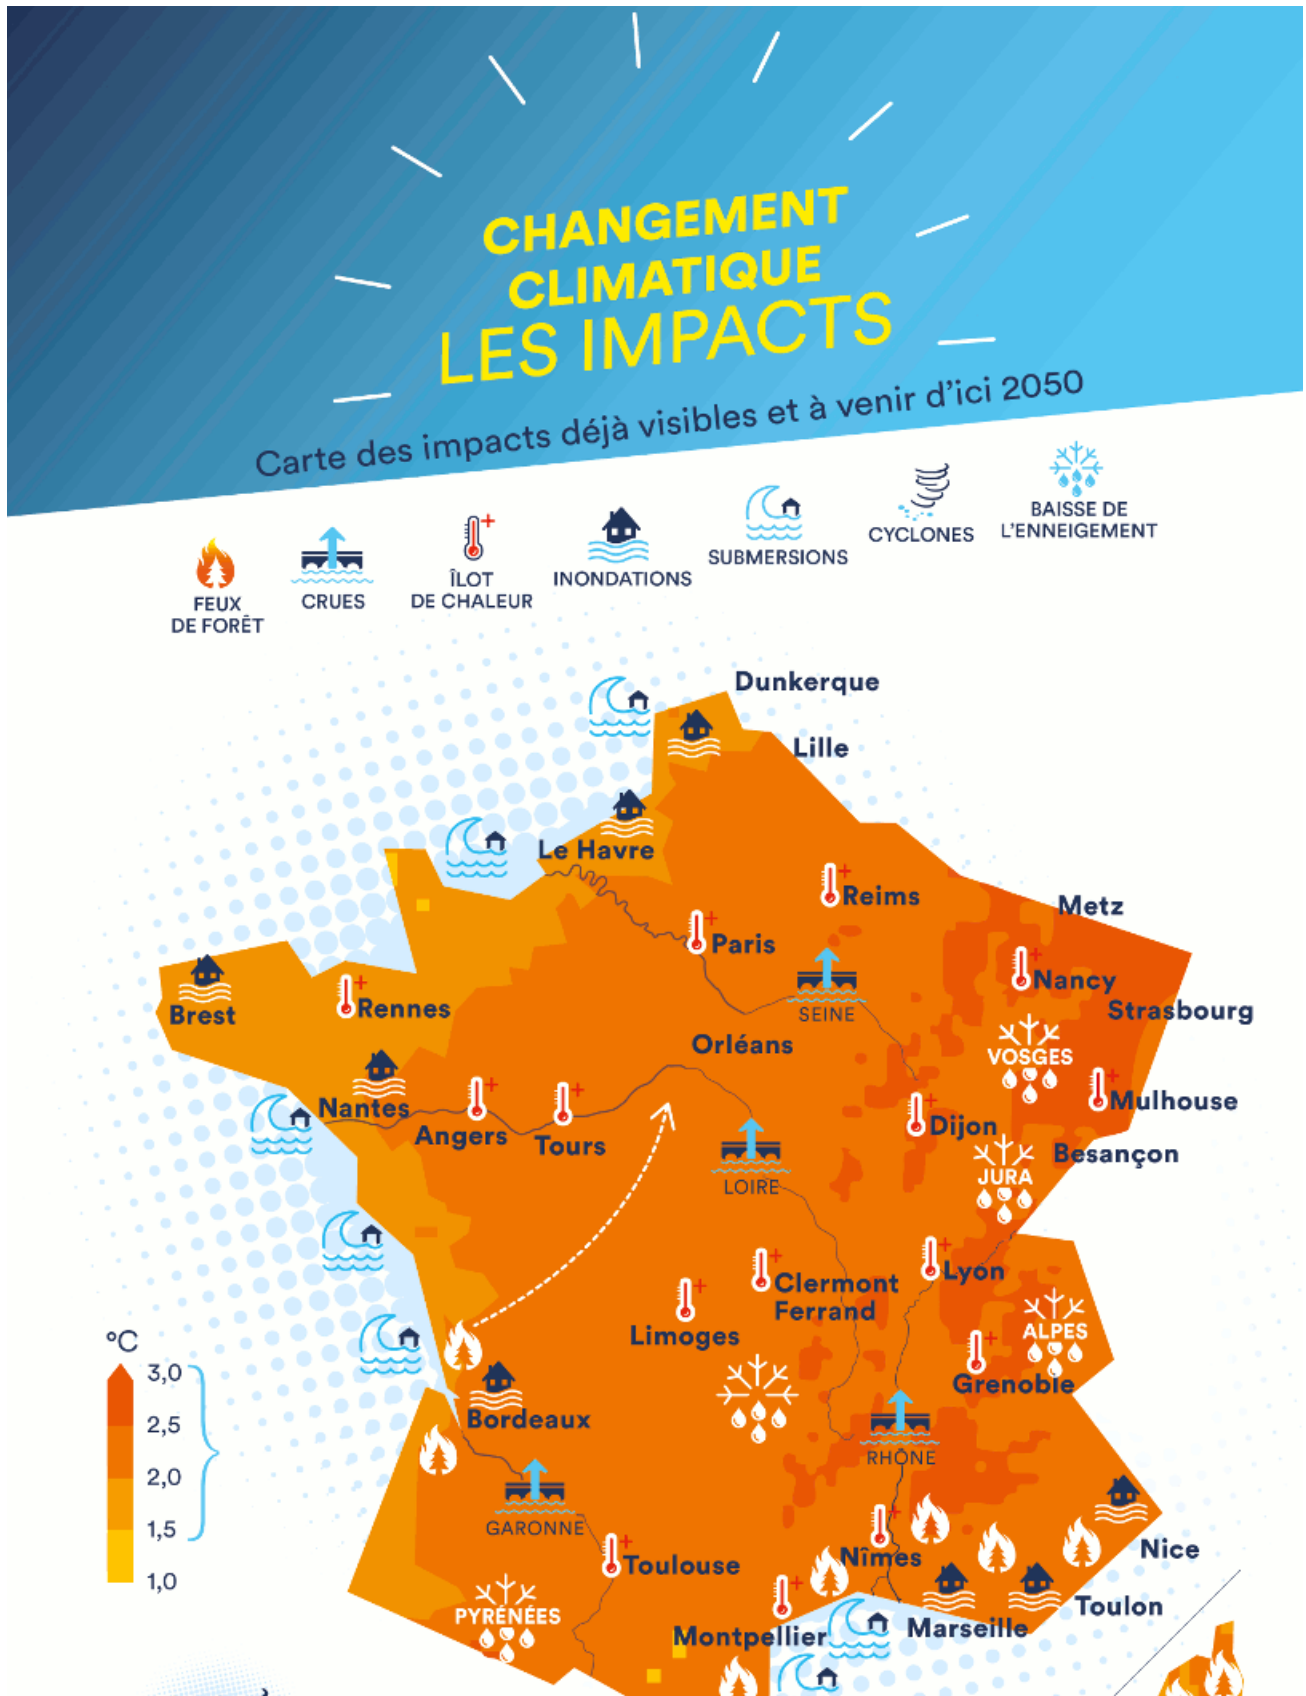 CHANGEMENT
CLIMATIQUE
LES IMPACTS
Carte des impacts déjà visibles et à venir d'ici 2050
FEUX
DE FORÊT
CRUES
ÎLOT
DE CHALEUR
INONDATIONS
SUBMERSIONS
CYCLONES
BAISSE DE
L'ENNEIGEMENT
Dunkerque
Lille
Le Havre
Reims
Metz
Paris
Nancy
Brest
Rennes
SEINE
Strasbourg
Orléans
VOSGES
Nantes
Mulhouse
Angers
Tours
Dijon
Besançon
JURA
LOIRE
Lyon
Clermont
Ferrand
Limoges
ALPES
°C
3,0
Grenoble
2,5
Bordeaux
RHÔNE
2,0
GARONNE
1,5
Nîmes
Nice
Toulouse
1,0
Toulon
PYRÉNÉES
Marseille
Montpellier